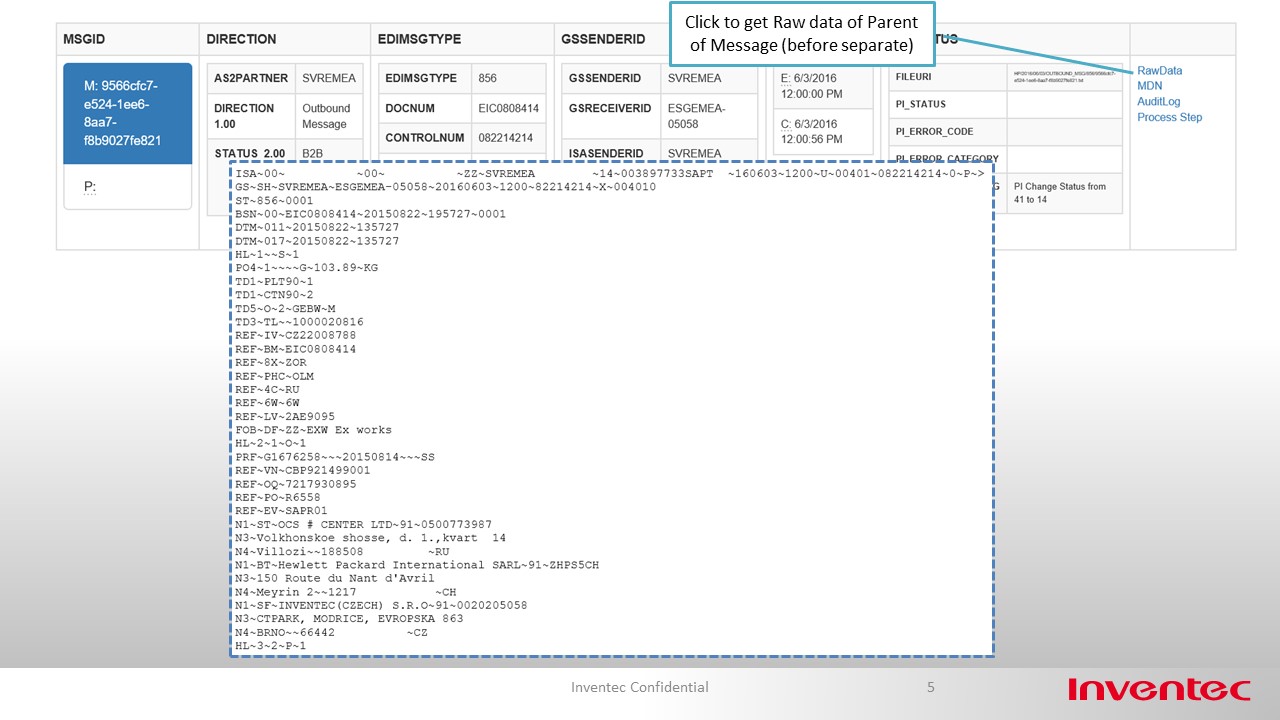 Click to get Raw data of Parent
of Message (before separate)
MSGID DIRECTION EDIMSGTYPE GSSENDERID TUS
M: 9566cfc7-
e524-1ee6-
8aa7-
f8b9027fe821
P:
AS2PARTNER SVREMEA
DIRECTION Outbound
1.00 Message
STATUS 2.00 B2B
EDIMSGTYPE 856
DOCNUM EIC0808414
CONTROLNUM 082214214
GSSENDERID SVREMEA
GSRECEIVERID ESGEMEA-
05058
ISASENDERID SVREMEA
E: 6/3/2016
12:00:00 PM
C: 6/3/2016
12:00:56 PM
FILEURI
PI_STATUS
PI_ERROR_CODE
PI_ERROR_CATEGORY
G PI Change Status from
41 to 14
RawData
MDN
AuditLog
Process Step
ISA~00~          ~00~          ~ZZ~SVREMEA        ~14~003897733SAPT  ~160603~1200~U~00401~082214214~0~P~>
GS~SH~SVREMEA~ESGEMEA-05058~20160603~1200~82214214~X~004010
ST~856~0001
BSN~00~EIC0808414~20150822~195727~0001
DTM~011~20150822~135727
DTM~017~20150822~135727
HL~1~~S~1
PO4~1~~~~G~103.89~KG
TD1~PLT90~1
TD1~CTN90~2
TD5~O~2~GEBW~M
TD3~TL~~1000020816
REF~IV~CZ22008788
REF~BM~EIC0808414
REF~8X~ZOR
REF~PHC~OLM
REF~4C~RU
REF~6W~6W
REF~LV~2AE9095
FOB~DF~ZZ~EXW Ex works
HL~2~1~O~1
PRF~G1676258~~~20150814~~~SS
REF~VN~CBP921499001
REF~OQ~7217930895
REF~PO~R6558
REF~EV~SAPR01
N1~ST~OCS # CENTER LTD~91~0500773987
N3~Volkhonskoe shosse, d. 1.,kvart  14
N4~Villozi~~188508         ~RU
N1~BT~Hewlett Packard International SARL~91~ZHPS5CH
N3~150 Route du Nant d'Avril
N4~Meyrin 2~~1217           ~CH
N1~SF~INVENTEC(CZECH) S.R.O~91~0020205058
N3~CTPARK, MODRICE, EVROPSKA 863
N4~BRNO~~66442          ~CZ
HL~3~2~P~1
Inventec Confidential 5
Inventec